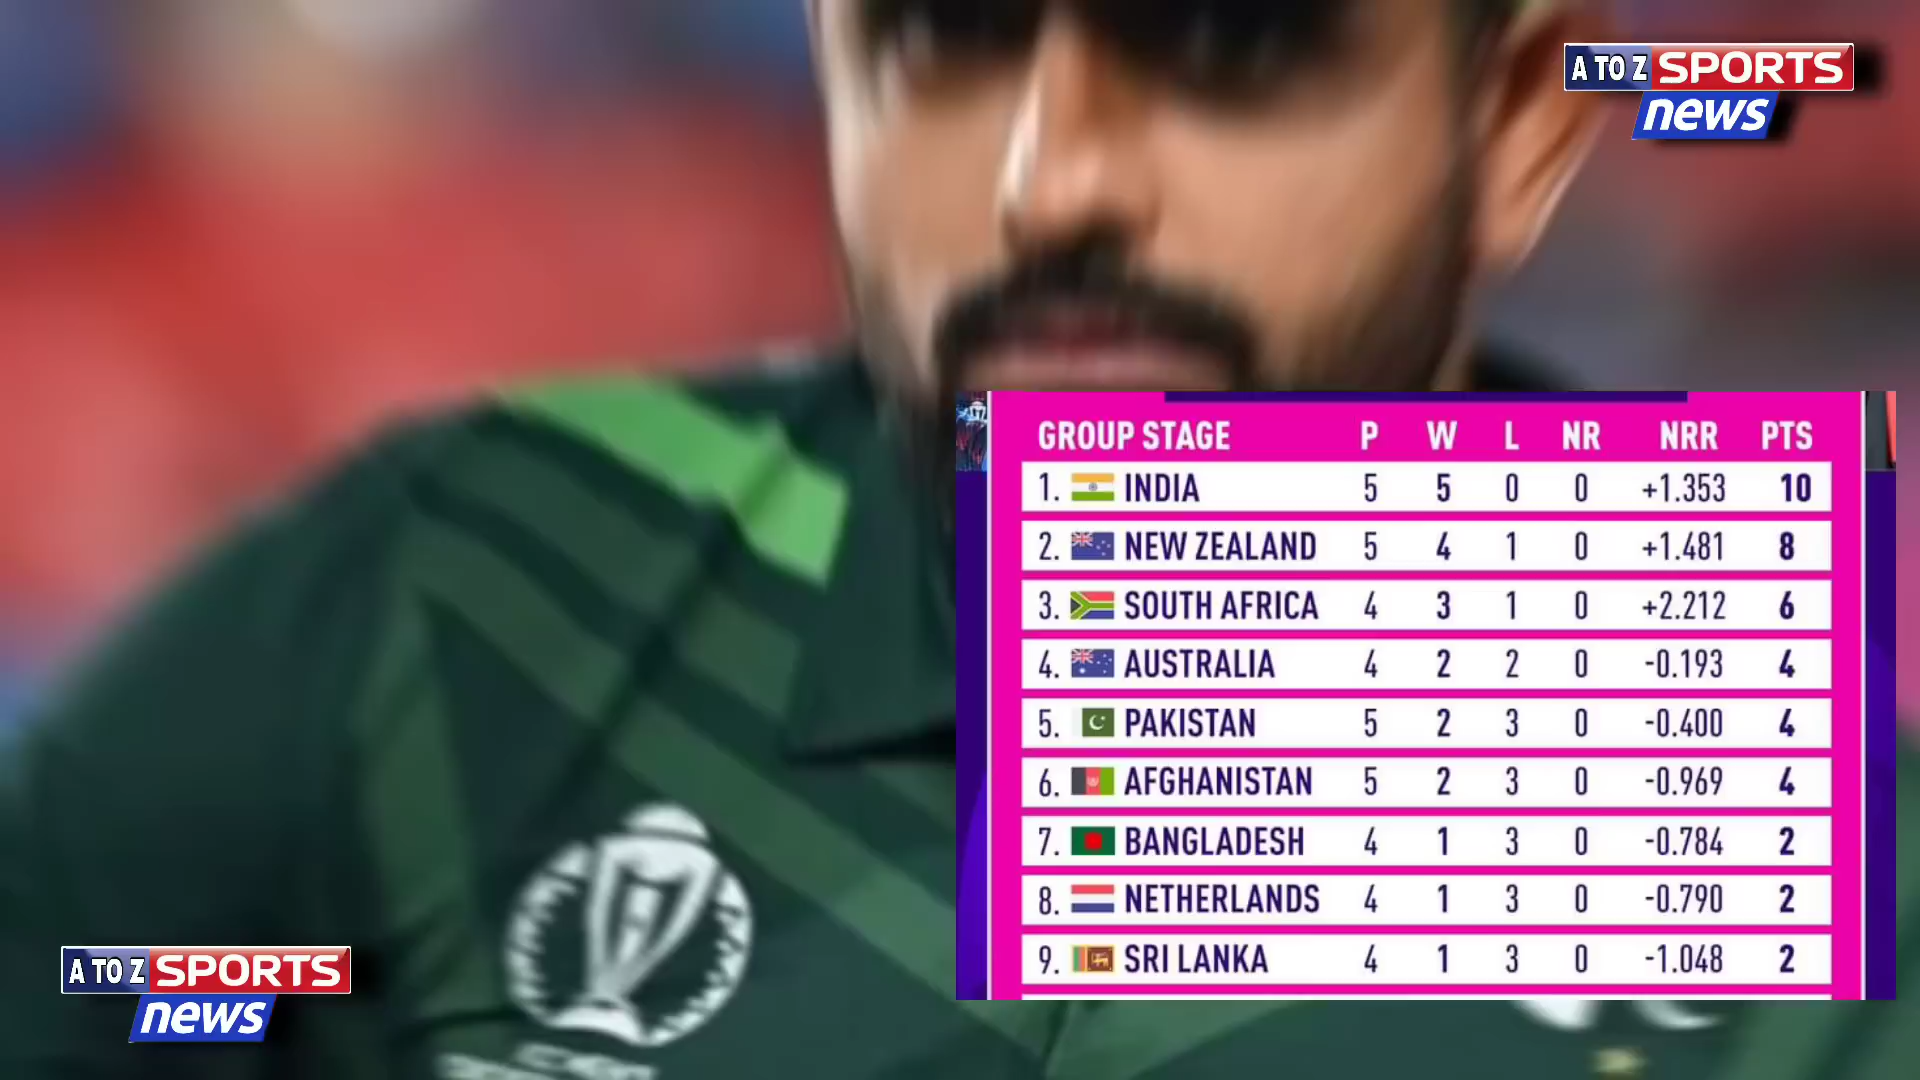 A TO Z SPORTS
news
GROUP STAGE P W L NR NRR PTS
1. INDIA 5 5 0 0 +1.353 10
2. NEW ZEALAND 5 4 1 0 +1.481 8
3. SOUTH AFRICA 4 3 1 0 +2.212 6
4. AUSTRALIA 4 2 2 0 -0.193 4
5. PAKISTAN 5 2 3 0 -0.400 4
6. AFGHANISTAN 5 2 3 0 -0.969 4
7. BANGLADESH 4 1 3 0 -0.784 2
8. NETHERLANDS 4 1 3 0 -0.790 2
9. SRI LANKA 4 1 3 0 -1.048 2
A TO Z SPORTS
news